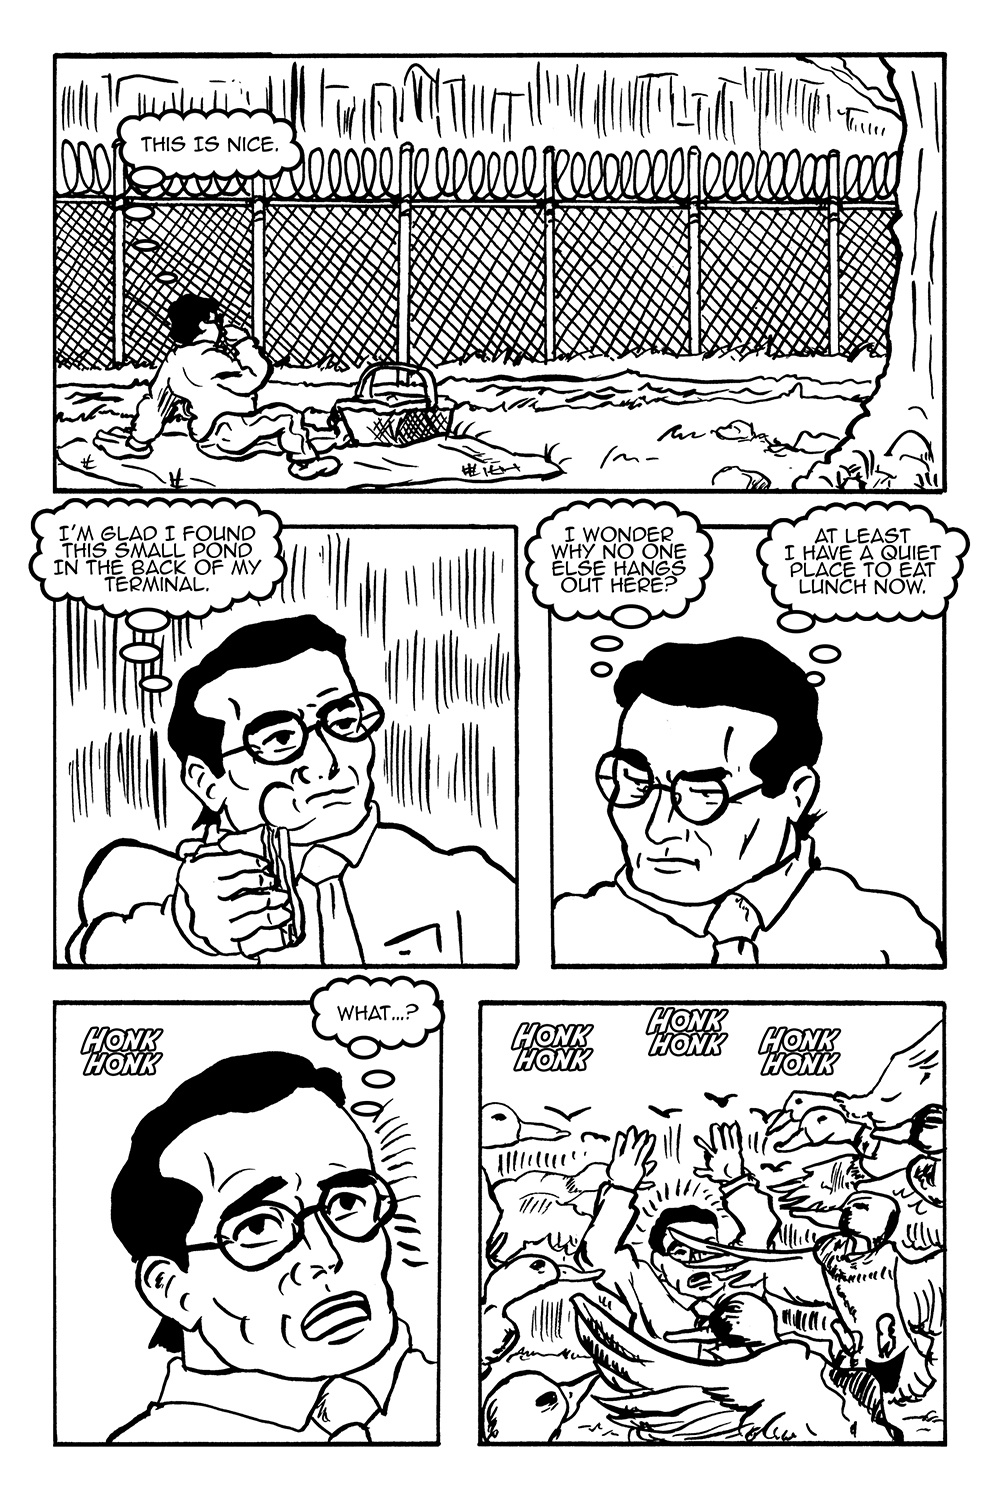 THIS IS NICE.
I'M GLAD I FOUND
THIS SMALL POND
IN THE BACK OF MY
TERMINAL.
I WONDER
WHY NO ONE
ELSE HANGS
OUT HERE?
AT LEAST
I HAVE A QUIET
PLACE TO EAT
LUNCH NOW.
HONK
HONK
WHAT...?
HONK
HONK
HONK
HONK
HONK
HONK